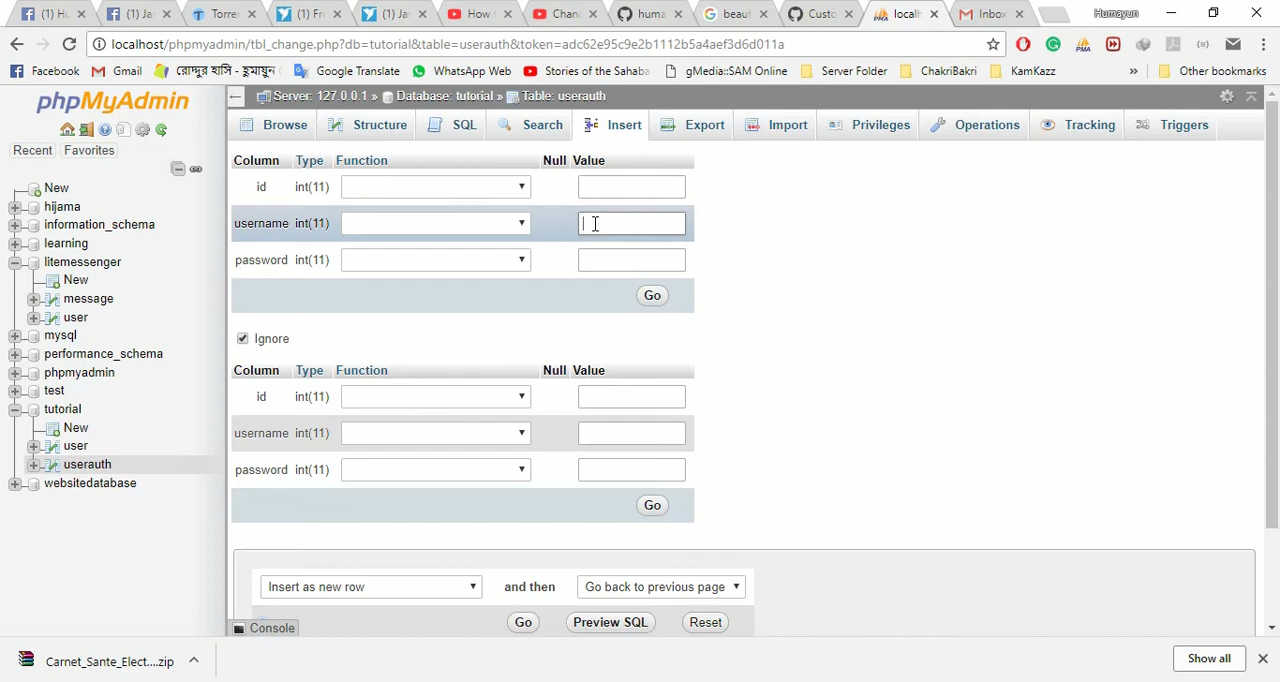 (1) Hu
(1) Ja
Torre
(1) Fr
(1) Ja
How
Chan
huma
beaut
Custo
local
Inbox
Humayun
localhost/phpmyadmin/tbl_change.php?db=tutorial&table=userauth&token=adc62e95c9e2b1112b5a4aef3d6d011a
Facebook Gmail রোদ্দুর হাসি - হুমায়ুন Google Translate WhatsApp Web Stories of the Sahaba gMedia::SAM Online Server Folder ChakriBakri KamKazz » Other bookmarks
phpMyAdmin
Recent Favorites
New
hijama
information_schema
learning
litemessenger
New
message
user
mysql
performance_schema
phpmyadmin
test
tutorial
New
user
userauth
websitedatabase
Server: 127.0.0.1 » Database: tutorial » Table: userauth
Browse Structure SQL Search Insert Export Import Privileges Operations Tracking Triggers
Column Type Function Null Value
id int(11)
username int(11)
password int(11)
Go
Ignore
Column Type Function Null Value
id int(11)
username int(11)
password int(11)
Go
Insert as new row and then Go back to previous page
Go Preview SQL Reset
Console
Carnet_Sante_Elect....zip
Show all